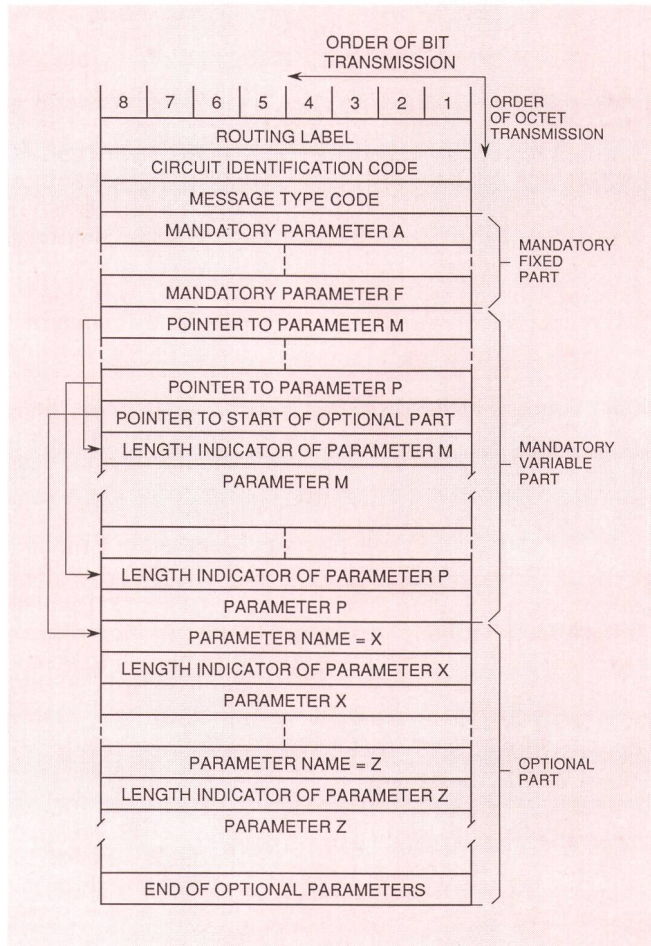 ORDER OF BIT
TRANSMISSION
8 7 6 5 4 3 2 1
ORDER
OF OCTET
TRANSMISSION
ROUTING LABEL
CIRCUIT IDENTIFICATION CODE
MESSAGE TYPE CODE
MANDATORY PARAMETER A
MANDATORY PARAMETER F
MANDATORY
FIXED
PART
POINTER TO PARAMETER M
POINTER TO PARAMETER P
POINTER TO START OF OPTIONAL PART
LENGTH INDICATOR OF PARAMETER M
PARAMETER M
LENGTH INDICATOR OF PARAMETER P
PARAMETER P
MANDATORY
VARIABLE
PART
PARAMETER NAME = X
LENGTH INDICATOR OF PARAMETER X
PARAMETER X
PARAMETER NAME = Z
LENGTH INDICATOR OF PARAMETER Z
PARAMETER Z
END OF OPTIONAL PARAMETERS
OPTIONAL
PART